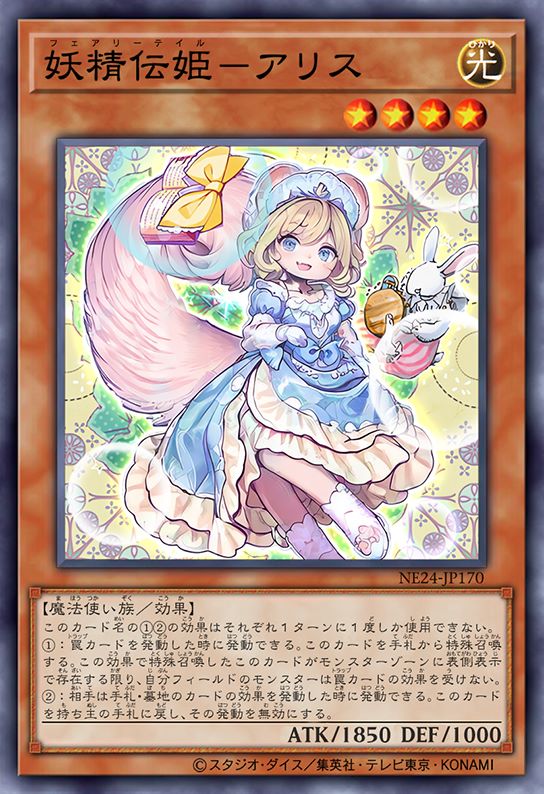 フェアリーテイル
妖精伝姫－アリス
ひかり
光
NE24-JP170
【魔法使い族／効果】
このカード名の①②の効果はそれぞれ１ターンに１度しか使用できない。
①：罠カードを発動した時に発動できる。このカードを手札から特殊召喚
する。この効果で特殊召喚したこのカードがモンスターゾーンに表側表示
で存在する限り、自分フィールドのモンスターは罠カードの効果を受けない。
②：相手は手札・墓地のカードの効果を発動した時に発動できる。このカード
を持ち主の手札に戻し、その発動を無効にする。
ATK/1850 DEF/1000
©スタジオ・ダイス／集英社・テレビ東京・KONAMI